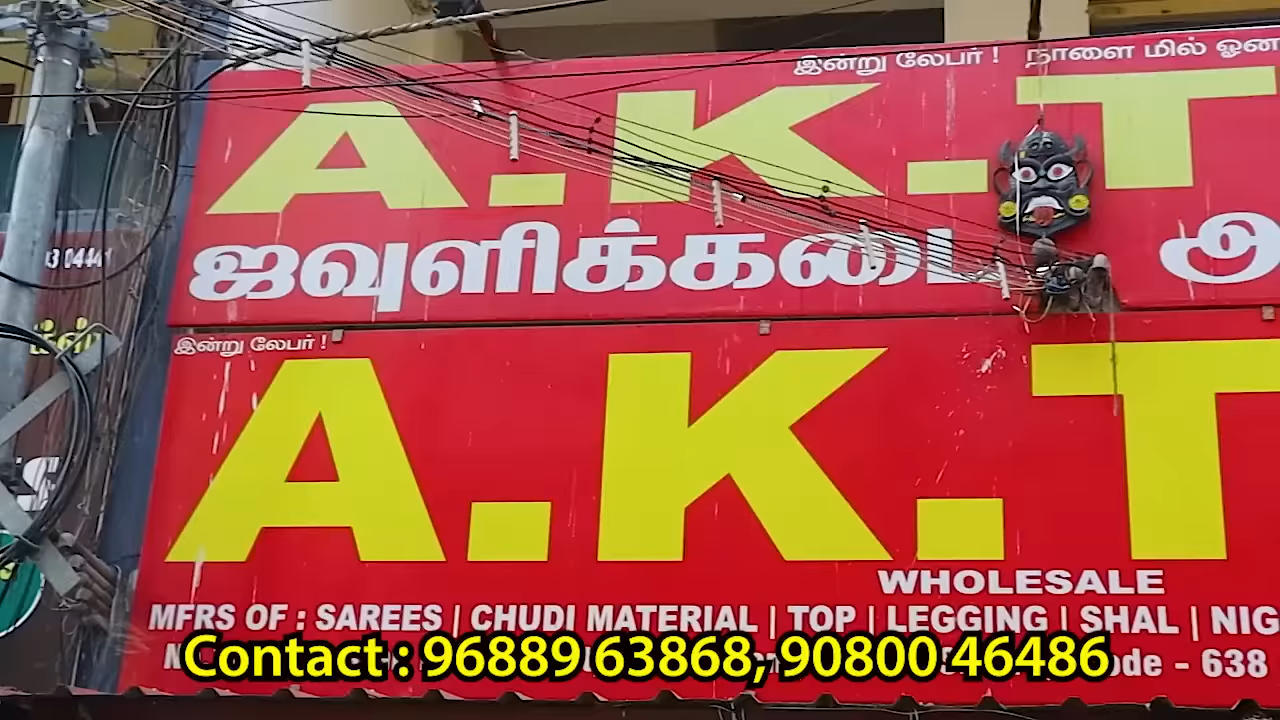 இன்று லேபர் ! நாளை மில் ஓன
A.K.T
ஜவுளிக்கடை அ
இன்று லேபர் !
A.K.T
WHOLESALE
MFRS OF : SAREES | CHUDI MATERIAL | TOP | LEGGING | SHAL | NIG
Contact : 96889 63868, 90800 46486
- 638